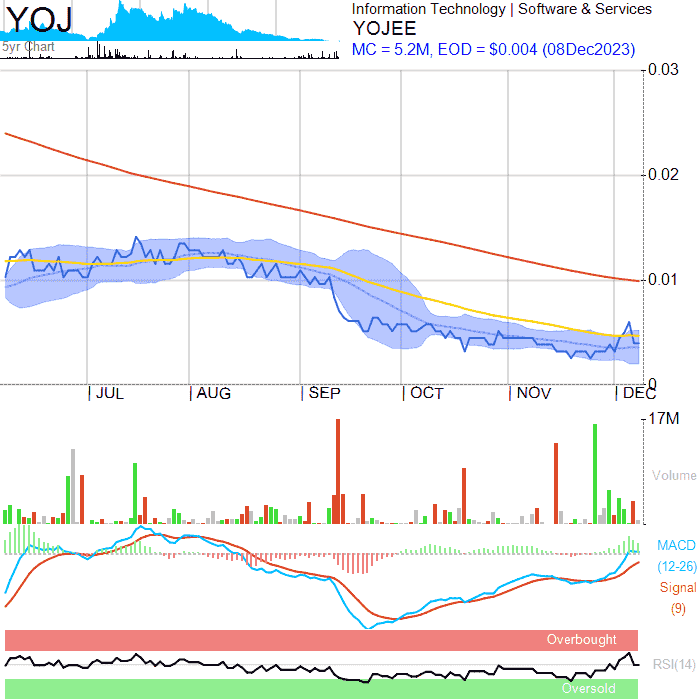 YOJ
5yr Chart
Information Technology | Software & Services
YOJEE
MC = 5.2M, EOD = $0.004 (08Dec2023)
0.03
0.02
0.01
0
JUL AUG SEP OCT NOV DEC
17M
Volume
MACD
(12-26)
Signal
(9)
Overbought
RSI(14)
Oversold